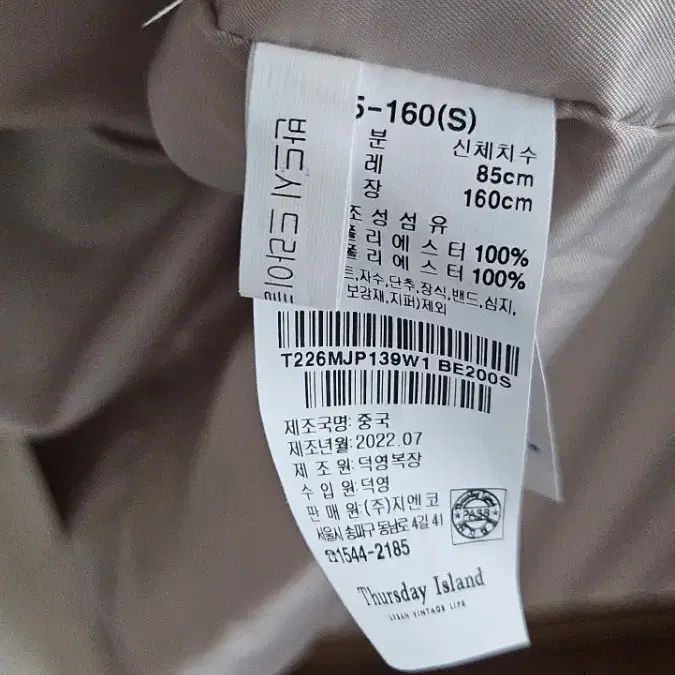 반드시 드라이
5-160(S)
분 신체치수
레 85cm
장 160cm
조성섬유
폴리에스터 100%
폴리에스터 100%
트,자수,단추,장식,밴드,심지,
보강재,지퍼)제외
T226MJP139W1 BE200S
제조국명: 중국
제조년월: 2022.07
제 조 원: 덕영복장
수 입 원: 덕영
판 매 원: (주)지엔코
서울시 송파구 동남로 4길 41
☎1544-2185
PASS
Thursday Island
URBAN VINTAGE LIFE